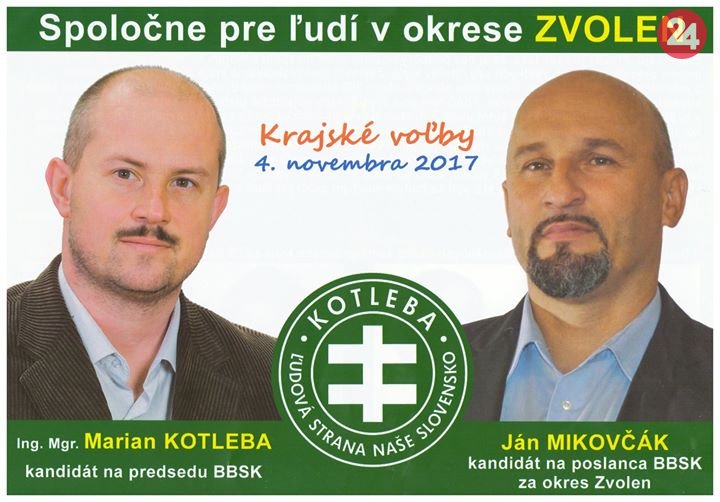 Spoločne pre ľudí v okrese ZVOLEN
24
Krajské voľby
4. novembra 2017
KOTLEBA
ĽUDOVÁ STRANA NAŠE SLOVENSKO
Ing. Mgr. Marian KOTLEBA
kandidát na predsedu BBSK
Ján MIKOVČÁK
kandidát na poslanca BBSK
za okres Zvolen